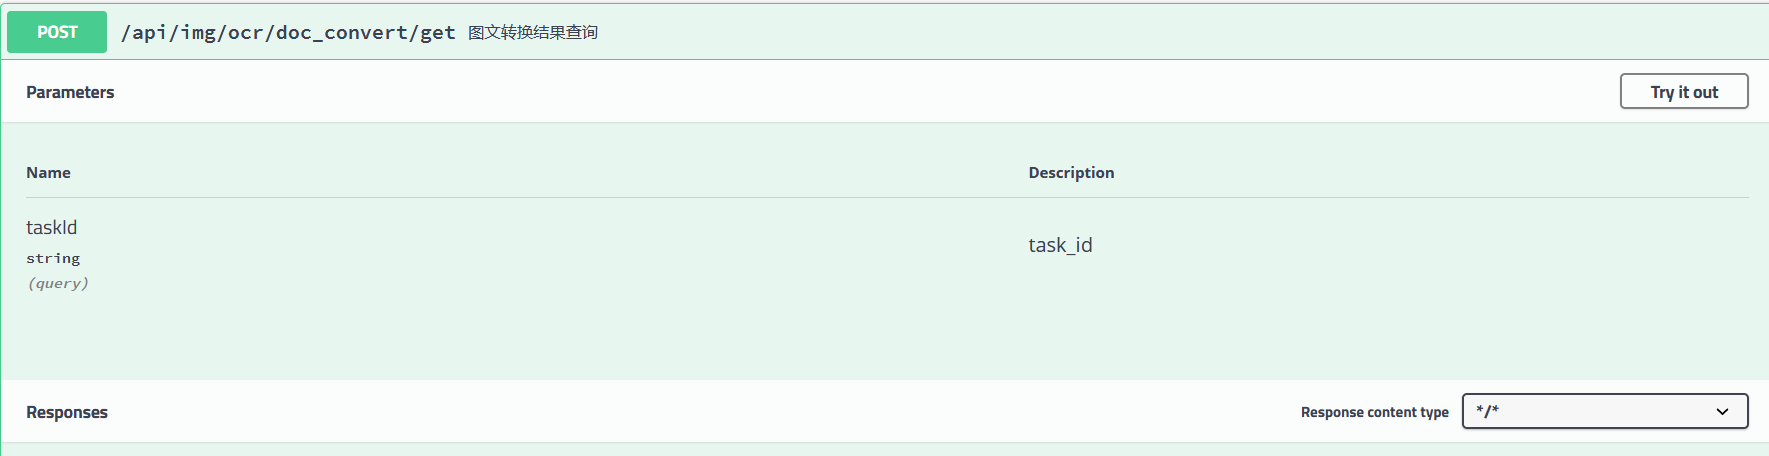 POST /api/img/ocr/doc_convert/get 图文转换结果查询
Parameters Try it out
Name Description
taskId
string
(query)
task_id
Responses Response content type */*